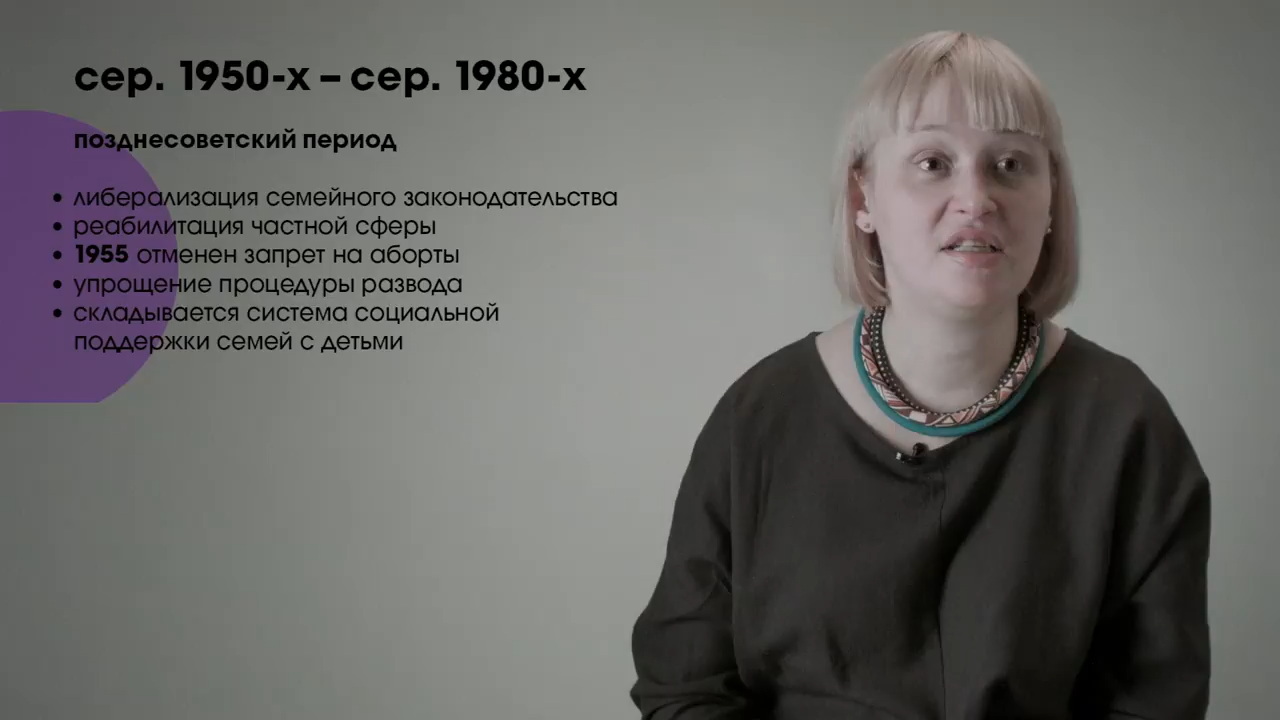 сер. 1950-х – сер. 1980-х
позднесоветский период
• либерализация семейного законодательства
• реабилитация частной сферы
• 1955 отменен запрет на аборты
• упрощение процедуры развода
• складывается система социальной
поддержки семей с детьми